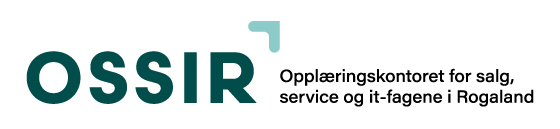 OSSIR
Opplæringskontoret for salg,
service og it-fagene i Rogaland